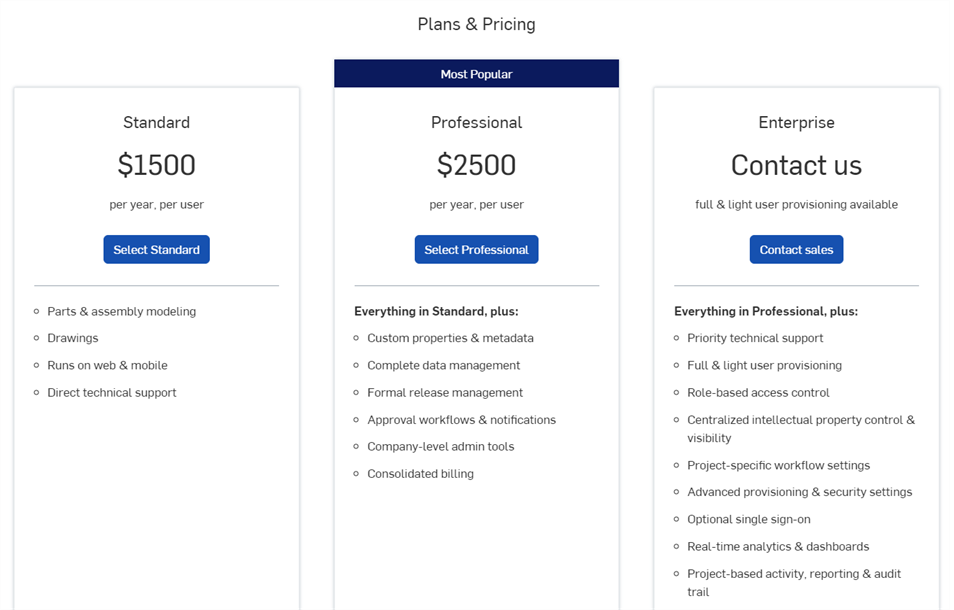 Plans & Pricing
Standard
$1500
per year, per user
Select Standard
Parts & assembly modeling
Drawings
Runs on web & mobile
Direct technical support
Most Popular
Professional
$2500
per year, per user
Select Professional
Everything in Standard, plus:
Custom properties & metadata
Complete data management
Formal release management
Approval workflows & notifications
Company-level admin tools
Consolidated billing
Enterprise
Contact us
full & light user provisioning available
Contact sales
Everything in Professional, plus:
Priority technical support
Full & light user provisioning
Role-based access control
Centralized intellectual property control &
visibility
Project-specific workflow settings
Advanced provisioning & security settings
Optional single sign-on
Real-time analytics & dashboards
Project-based activity, reporting & audit
trail